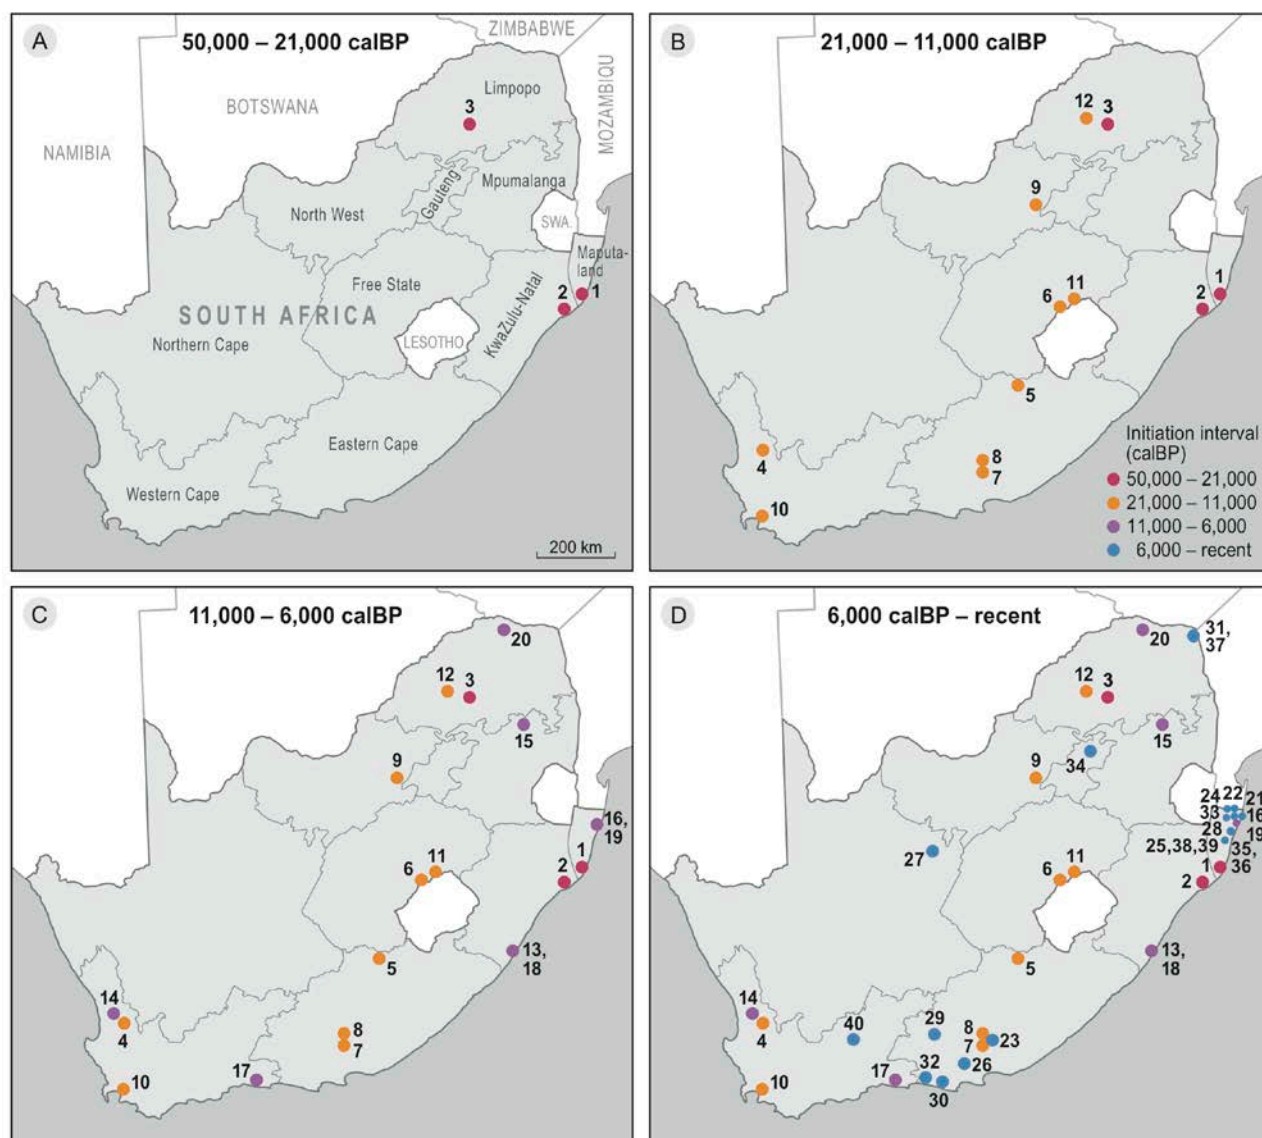 A
50,000 – 21,000 calBP
ZIMBABWE
Limpopo
BOTSWANA
3
MOZAMBIQU
NAMIBIA
Gauteng
Mpumalanga
North West
SWA.
Maputa-
land
Free State
2
1
SOUTH AFRICA
KwaZulu-Natal
LESOTHO
Northern Cape
Eastern Cape
Western Cape
200 km
B
21,000 – 11,000 calBP
12
3
9
1
11
6
2
5
Initiation interval
(calBP)
50,000 – 21,000
21,000 – 11,000
11,000 – 6,000
6,000 – recent
4
8
7
10
C
11,000 – 6,000 calBP
20
12
3
15
9
16,
19
1
11
6
2
13,
18
5
14
4
8
7
17
10
D
6,000 calBP – recent
20
31,
37
12
3
15
34
9
24
22
21
33
16,
28
19
25,38,39
35,
36
27
11
6
1
2
13,
18
5
14
4
40
29
8
7
23
32
26
17
30
10